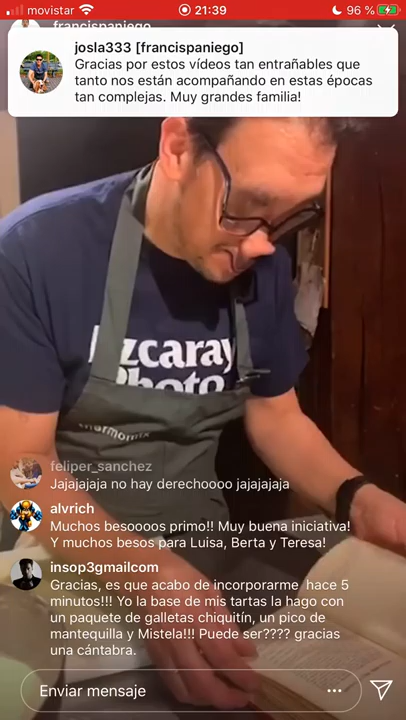 movistar 21:39 96 %
francispaniego
josla333 [francispaniego]
Gracias por estos vídeos tan entrañables que
tanto nos están acompañando en estas épocas
tan complejas. Muy grandes familia!
zcaray
Photo
thermomix
feliper_sanchez
Jajajajaja no hay derechoooo jajajajaja
alvrich
Muchos besoooos primo!! Muy buena iniciativa!
Y muchos besos para Luisa, Berta y Teresa!
insop3gmailcom
Gracias, es que acabo de incorporarme hace 5
minutos!!! Yo la base de mis tartas la hago con
un paquete de galletas chiquitín, un pico de
mantequilla y Mistela!!! Puede ser???? gracias
una cántabra.
Enviar mensaje